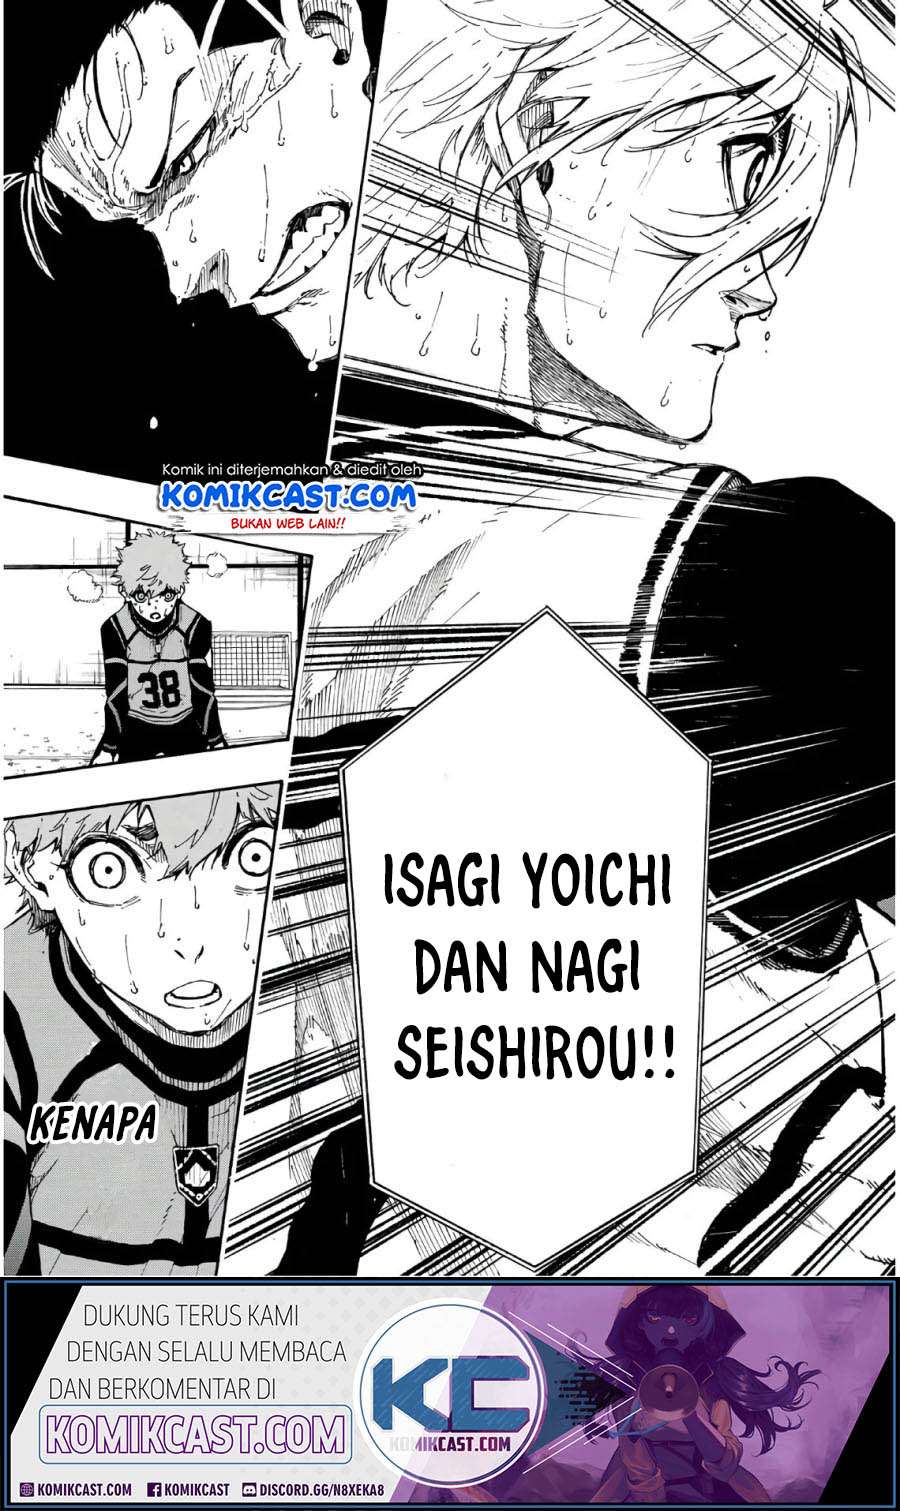 Komik ini diterjemahkan & diedit oleh
KOMIKCAST.COM
BUKAN WEB LAIN!!
38
ISAGI YOICHI
DAN NAGI
SEISHIROU!!
KENAPA
DUKUNG TERUS KAMI
DENGAN SELALU MEMBACA
DAN BERKOMENTAR DI
KOMIKCAST.COM
KC
KOMIKCAST.COM
KOMIKCAST.COM
KOMIKCAST
DISCORD.GG/N8XEKA8